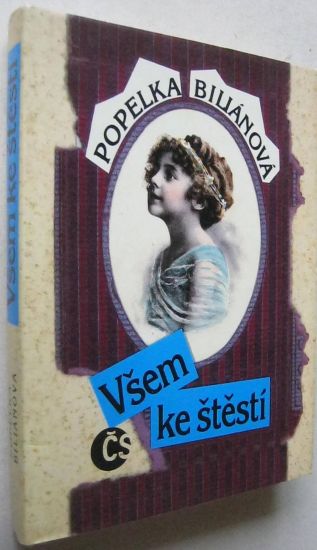 POPELKA BILIÁNOVÁ
Všem
ke štěstí
ČS
Všem ke štěstí
BILIÁNOVÁ